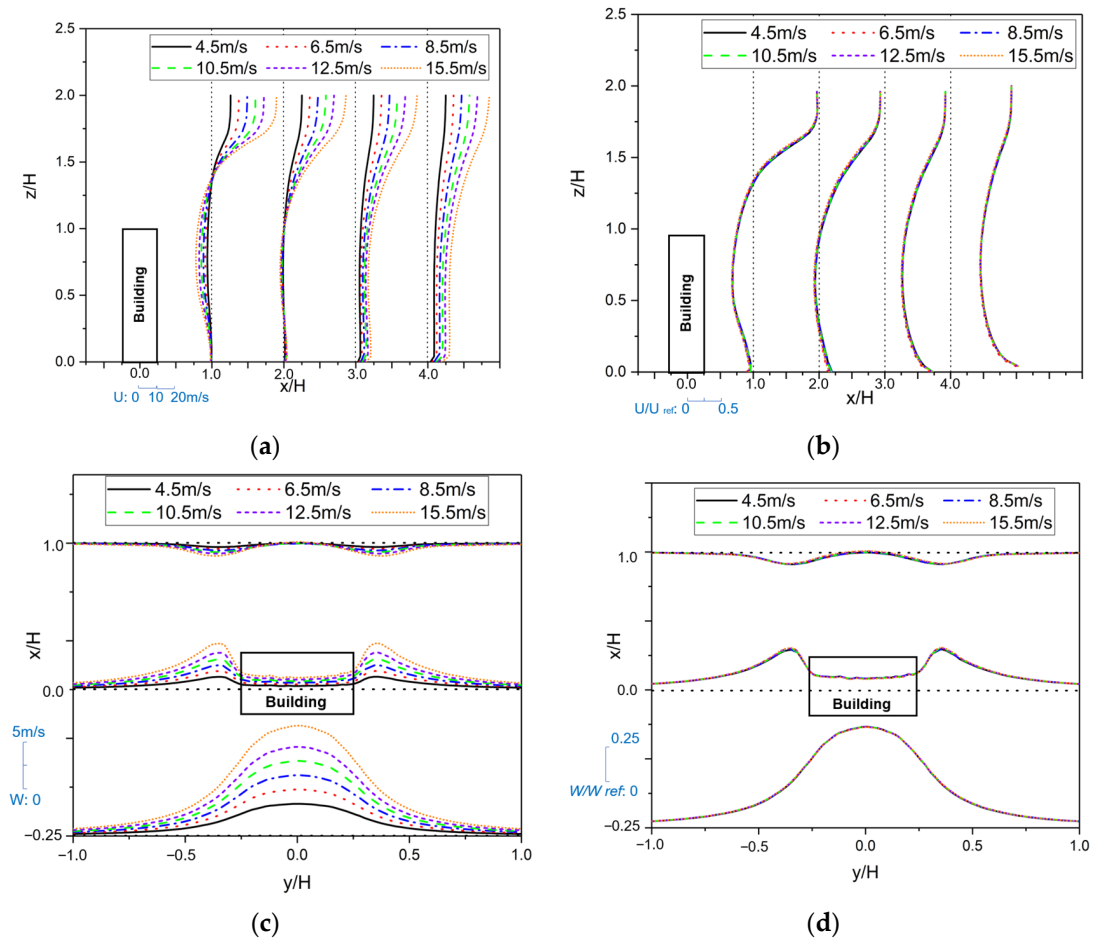 4.5m/s 6.5m/s 8.5m/s
10.5m/s 12.5m/s 15.5m/s
2.5
2.0
1.5
1.0
0.5
0.0
z/H
Building
0.0 1.0 2.0 3.0 4.0
x/H
U: 0 10 20m/s
(a)
4.5m/s 6.5m/s 8.5m/s
10.5m/s 12.5m/s 15.5m/s
2.5
2.0
1.5
1.0
0.5
0.0
z/H
Building
0.0 1.0 2.0 3.0 4.0
x/H
U/U ref: 0 0.5
(b)
4.5m/s 6.5m/s 8.5m/s
10.5m/s 12.5m/s 15.5m/s
1.0
x/H
0.0
Building
5m/s
W: 0
−0.25
−1.0 −0.5 0.0 0.5 1.0
y/H
(c)
4.5m/s 6.5m/s 8.5m/s
10.5m/s 12.5m/s 15.5m/s
1.0
x/H
0.0
Building
0.25
W/W ref: 0
−0.25
−1.0 −0.5 0.0 0.5 1.0
y/H
(d)